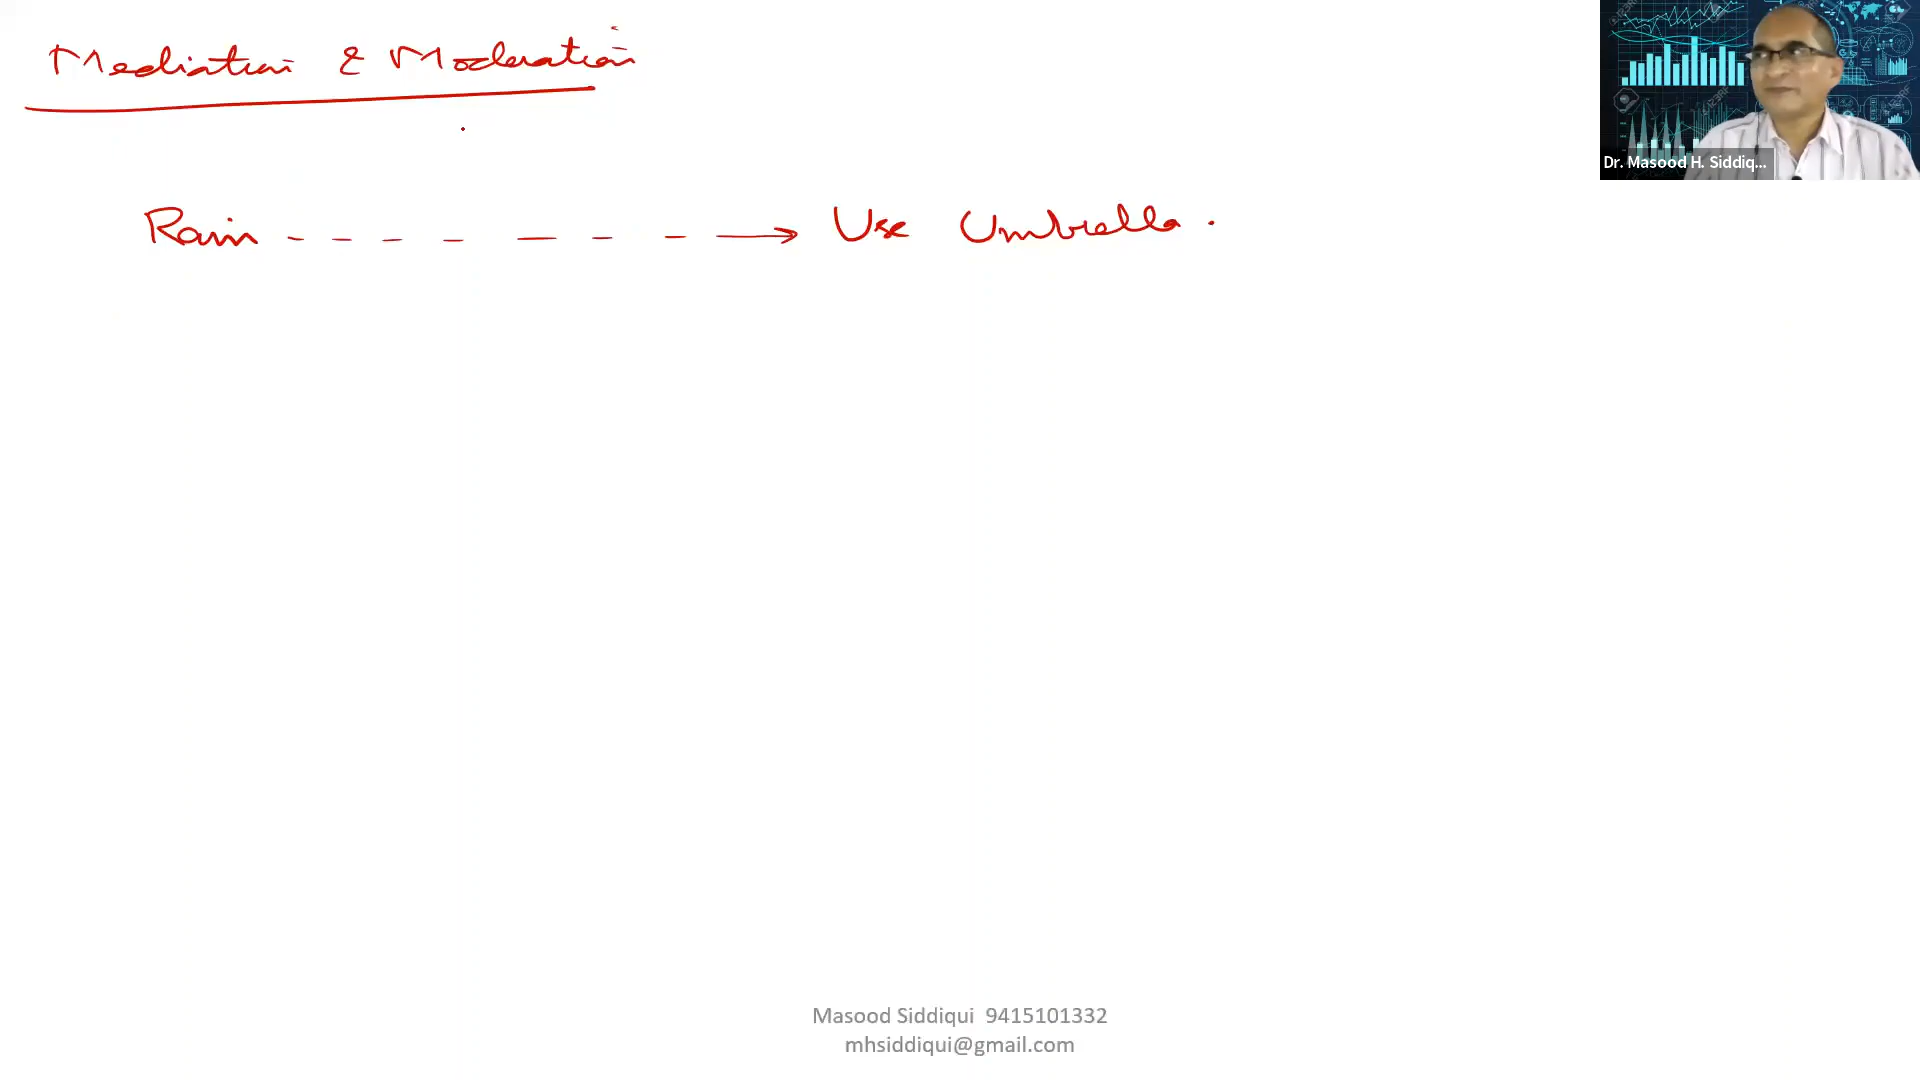 Mediation & Moderation
Dr. Masood H. Siddiq...
Rain - - - - - - - → Use Umbrella .
Masood Siddiqui 9415101332
mhsiddiqui@gmail.com